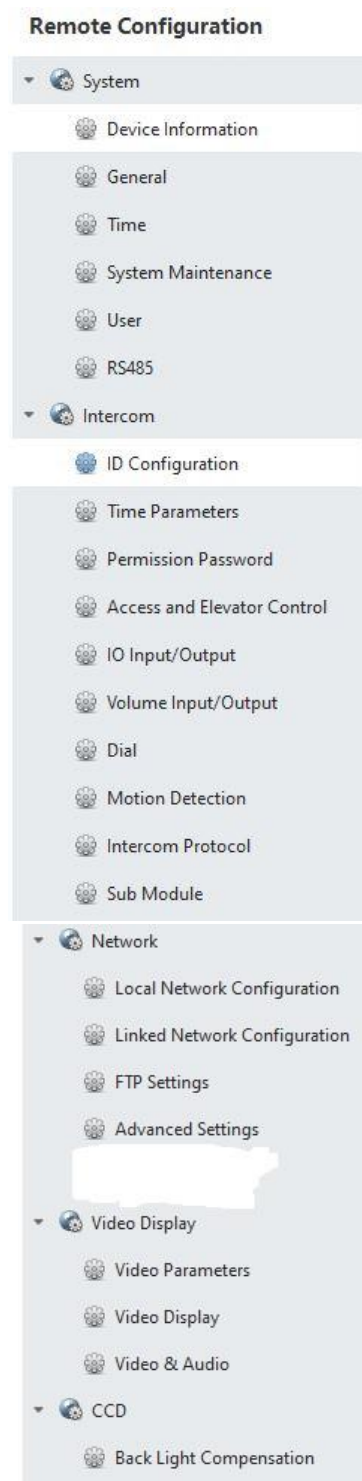 Remote Configuration
System
Device Information
General
Time
System Maintenance
User
RS485
Intercom
ID Configuration
Time Parameters
Permission Password
Access and Elevator Control
IO Input/Output
Volume Input/Output
Dial
Motion Detection
Intercom Protocol
Sub Module
Network
Local Network Configuration
Linked Network Configuration
FTP Settings
Advanced Settings
Video Display
Video Parameters
Video Display
Video & Audio
CCD
Back Light Compensation